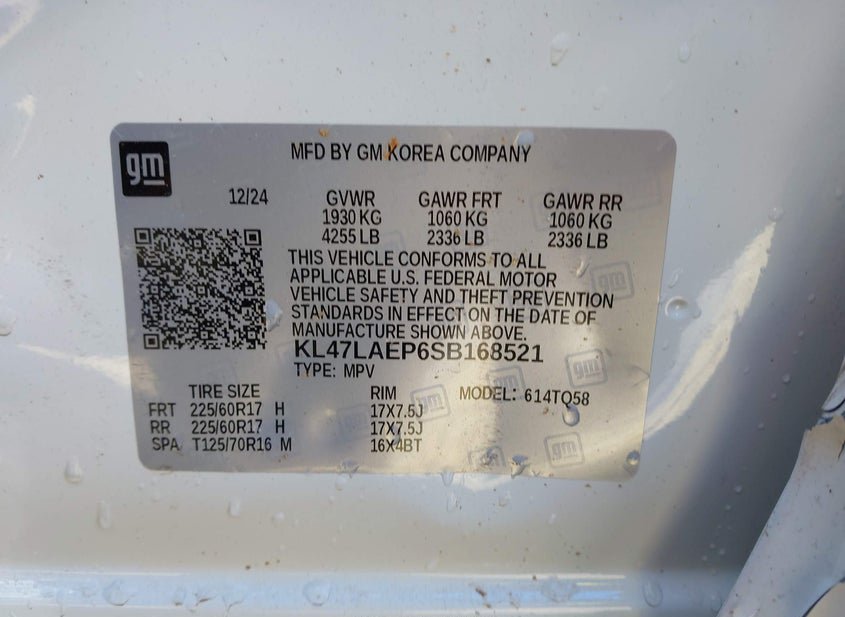 gm
MFD BY GM KOREA COMPANY
12/24 GVWR GAWR FRT GAWR RR
1930 KG 1060 KG 1060 KG
4255 LB 2336 LB 2336 LB
THIS VEHICLE CONFORMS TO ALL
APPLICABLE U.S. FEDERAL MOTOR
VEHICLE SAFETY AND THEFT PREVENTION
STANDARDS IN EFFECT ON THE DATE OF
MANUFACTURE SHOWN ABOVE.
KL47LAEP6SB168521
TYPE: MPV
TIRE SIZE RIM MODEL: 614TQ58
FRT 225/60R17 H 17X7.5J
RR 225/60R17 H 17X7.5J
SPA T125/70R16 M 16X4BT